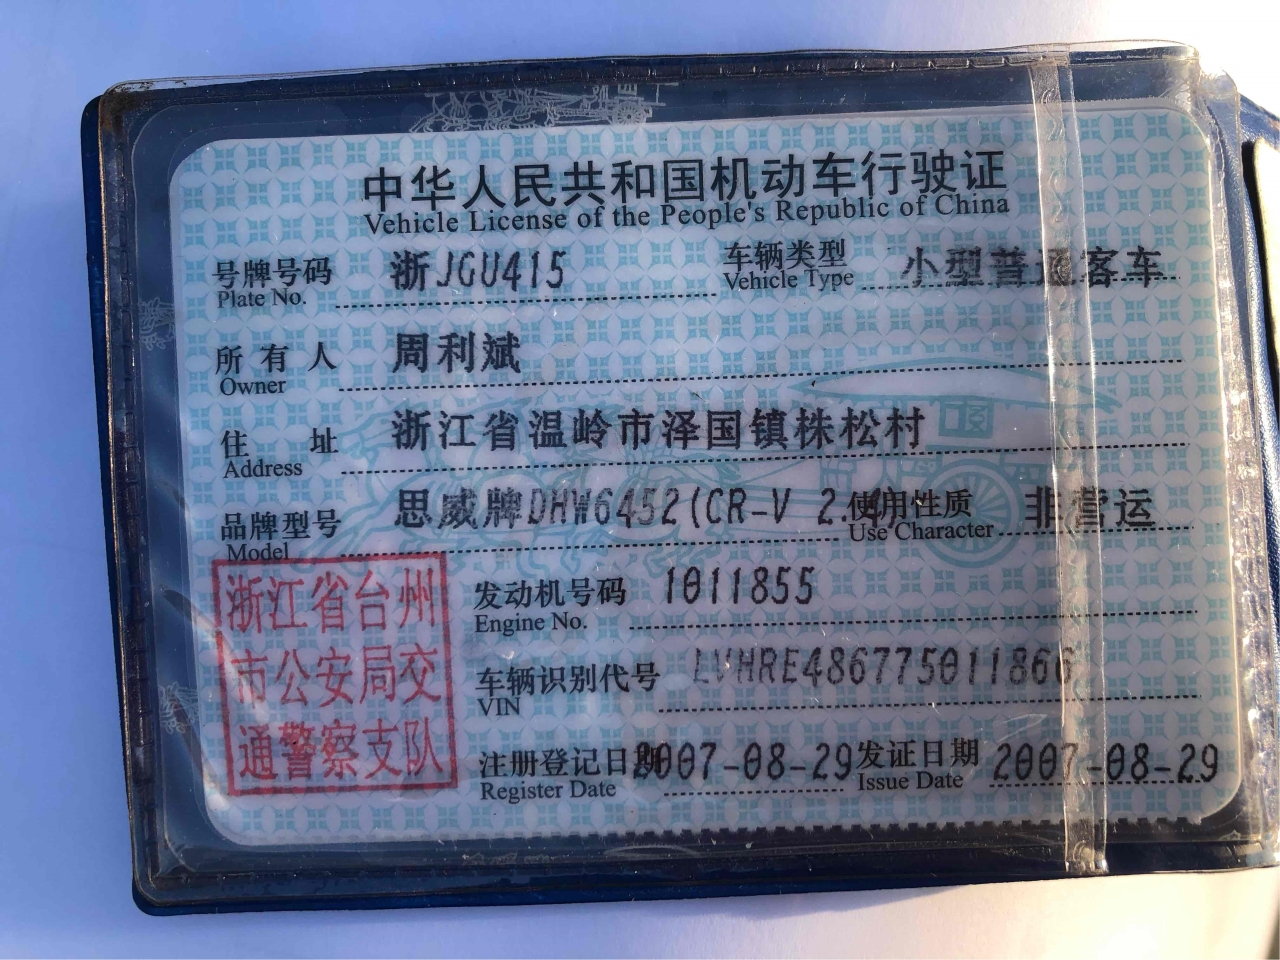 中华人民共和国机动车行驶证
Vehicle License of the People's Republic of China
号牌号码 浙JGU415 车辆类型 小型普通客车
Plate No. Vehicle Type
所有人 周利斌
Owner
住址 浙江省温岭市泽国镇株松村
Address
品牌型号 思威牌DHW6452(CR-V 2.4) 使用性质 非营运
Model Use Character
浙江省台州
市公安局交
通警察支队
发动机号码 1011855
Engine No.
车辆识别代号 LVHRE486775011866
VIN
注册登记日期 2007-08-29 发证日期 2007-08-29
Register Date Issue Date